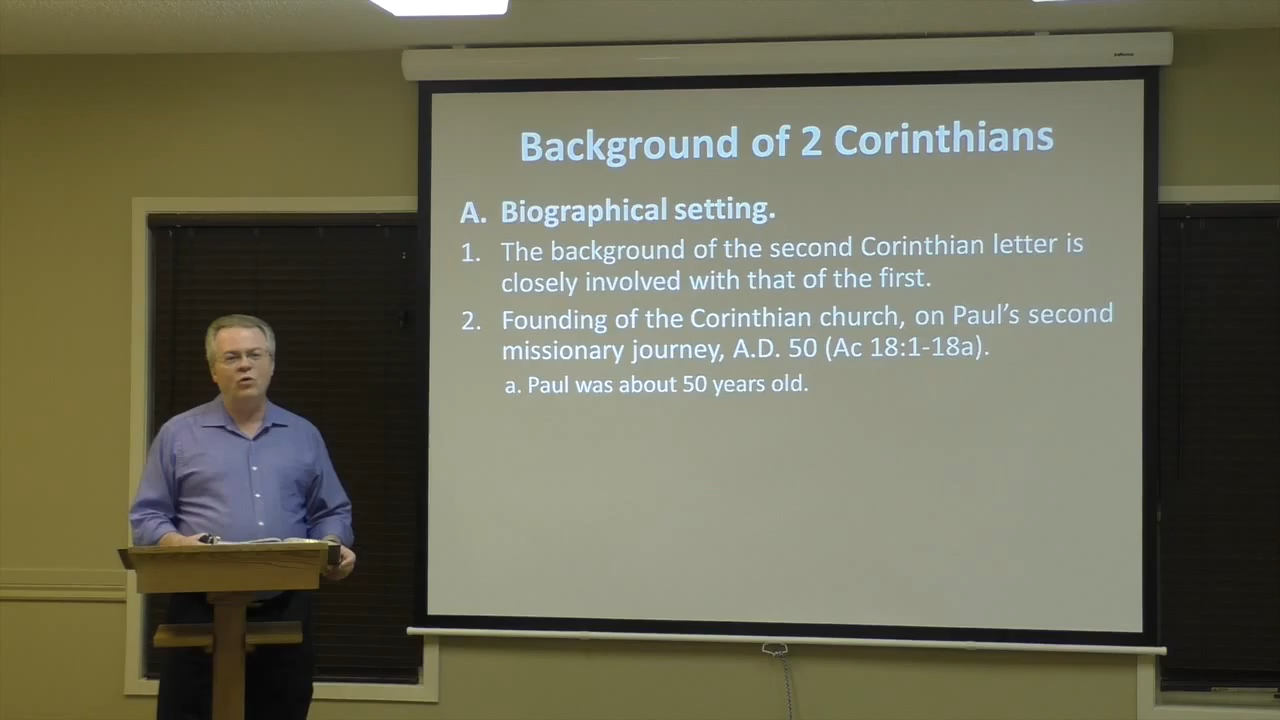 Background of 2 Corinthians
A. Biographical setting.
1. The background of the second Corinthian letter is
closely involved with that of the first.
2. Founding of the Corinthian church, on Paul's second
missionary journey, A.D. 50 (Ac 18:1-18a).
a. Paul was about 50 years old.